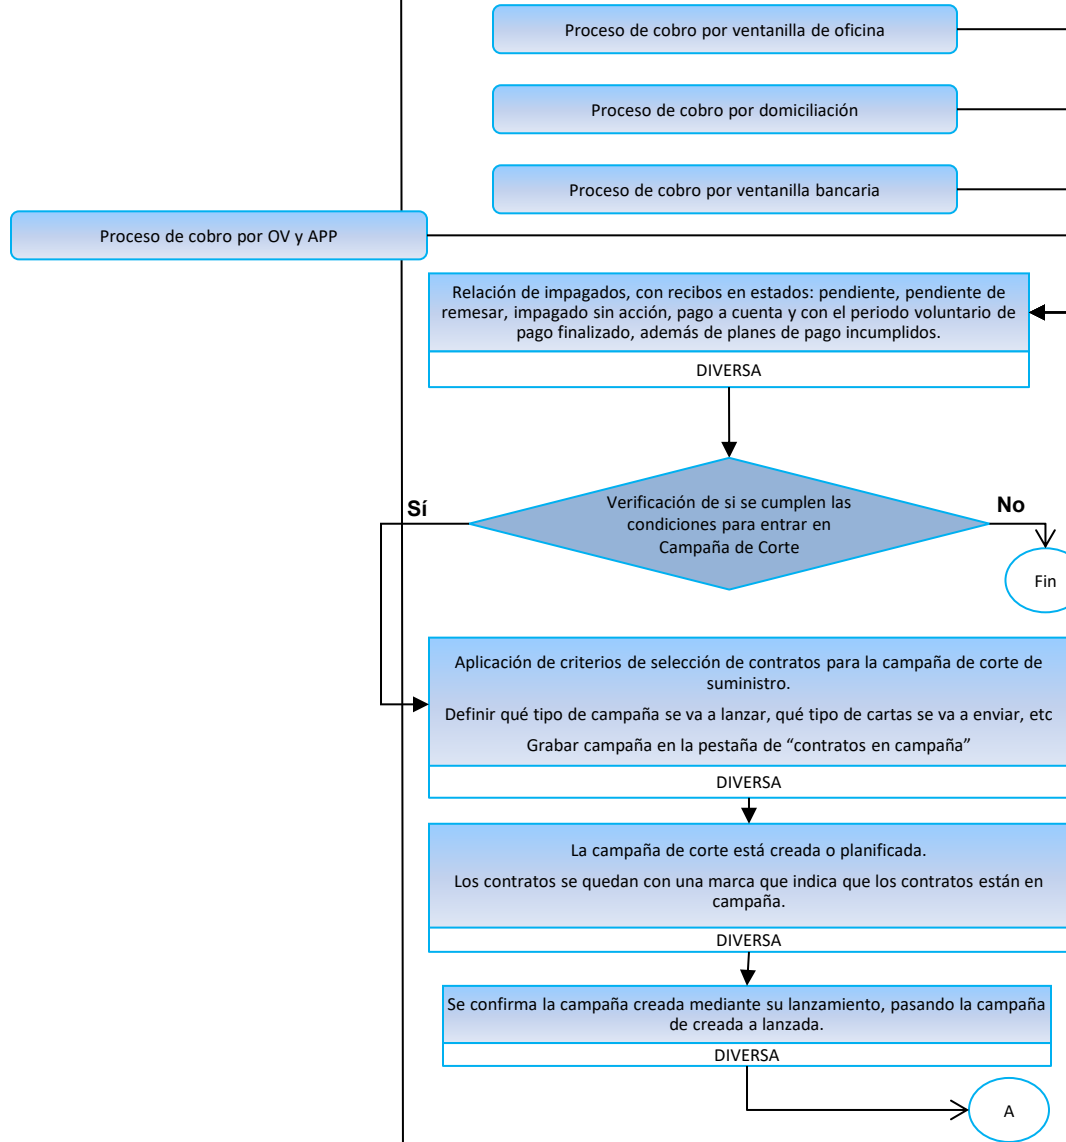 Proceso de cobro por ventanilla de oficina
Proceso de cobro por domiciliación
Proceso de cobro por ventanilla bancaria
Proceso de cobro por OV y APP
Relación de impagados, con recibos en estados: pendiente, pendiente de
remesar, impagado sin acción, pago a cuenta y con el periodo voluntario de
pago finalizado, además de planes de pago incumplidos.
DIVERSA
Verificación de si se cumplen las
condiciones para entrar en
Campaña de Corte
Sí
No
Fin
Aplicación de criterios de selección de contratos para la campaña de corte de
suministro.
Definir qué tipo de campaña se va a lanzar, qué tipo de cartas se va a enviar, etc
Grabar campaña en la pestaña de “contratos en campaña”
DIVERSA
La campaña de corte está creada o planificada.
Los contratos se quedan con una marca que indica que los contratos están en
campaña.
DIVERSA
Se confirma la campaña creada mediante su lanzamiento, pasando la campaña
de creada a lanzada.
DIVERSA
A